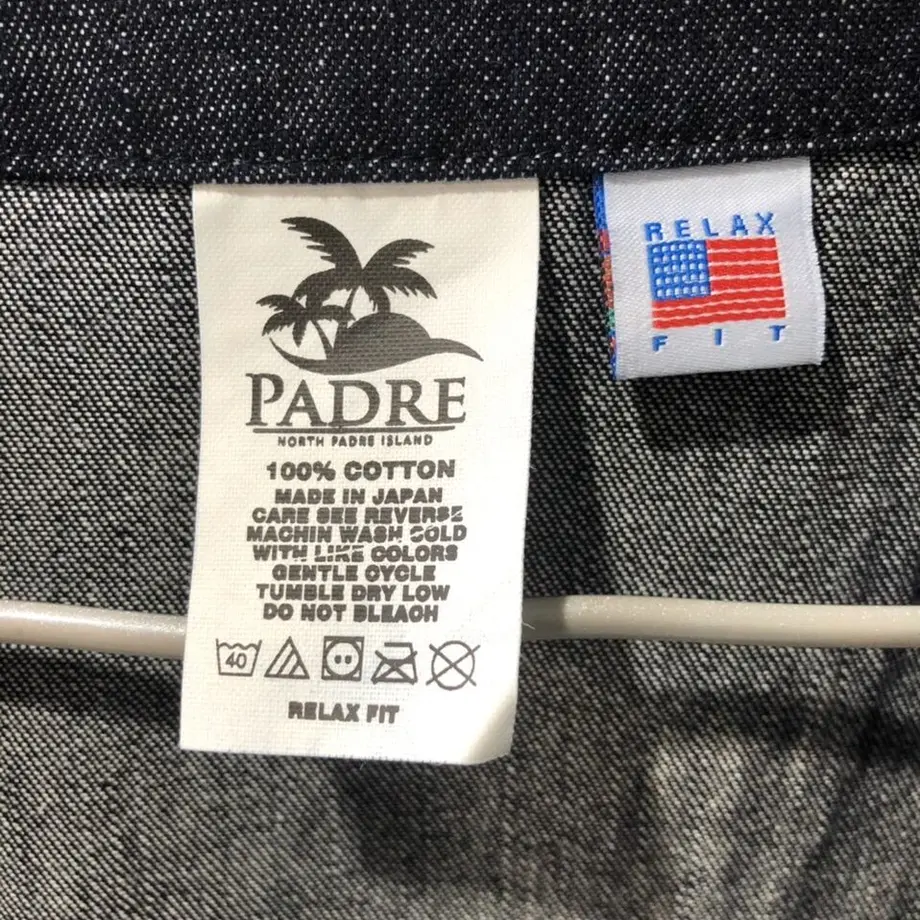 PADRE
NORTH PADRE ISLAND
100% COTTON
MADE IN JAPAN
CARE SEE REVERSE
MACHIN WASH COLD
WITH LIKE COLORS
GENTLE CYCLE
TUMBLE DRY LOW
DO NOT BLEACH
40
RELAX FIT
RELAX
FIT